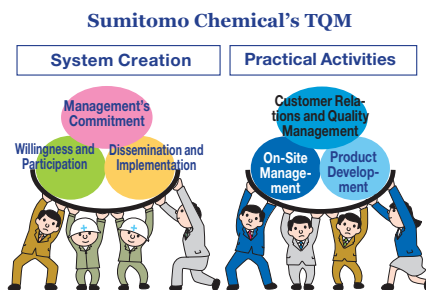 Sumitomo Chemical's TQM
System Creation
Practical Activities
Management's
Commitment
Willingness and
Participation
Dissemination and
Implementation
Customer Rela-
tions and Quality
Management
On-Site
Manage-
ment
Product
Develop-
ment